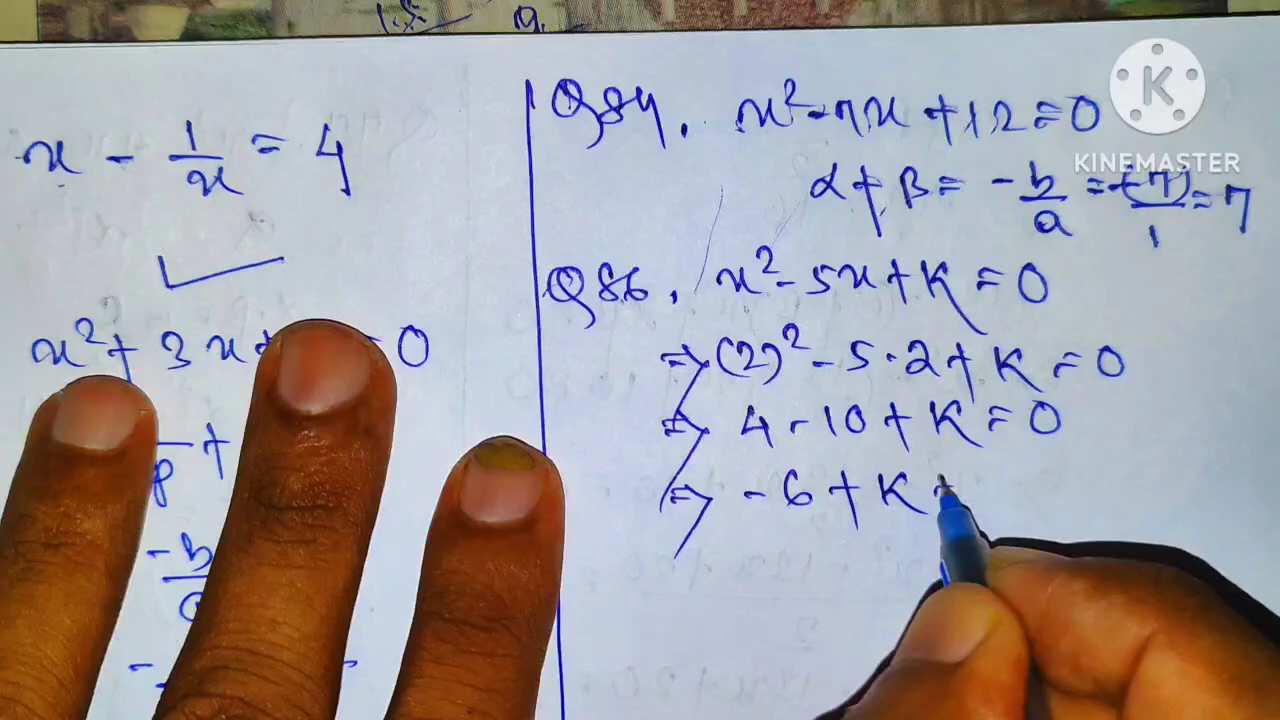 x - 1/x = 4
x² + 3x + = 0
+
-b
Q84. x² - 7x + 12 = 0
α + β = -b/a = -(-7)/1 = 7
Q86. x² - 5x + K = 0
⇒ (2)² - 5·2 + K = 0
⇒ 4 - 10 + K = 0
⇒ -6 + K
K
KINEMASTER